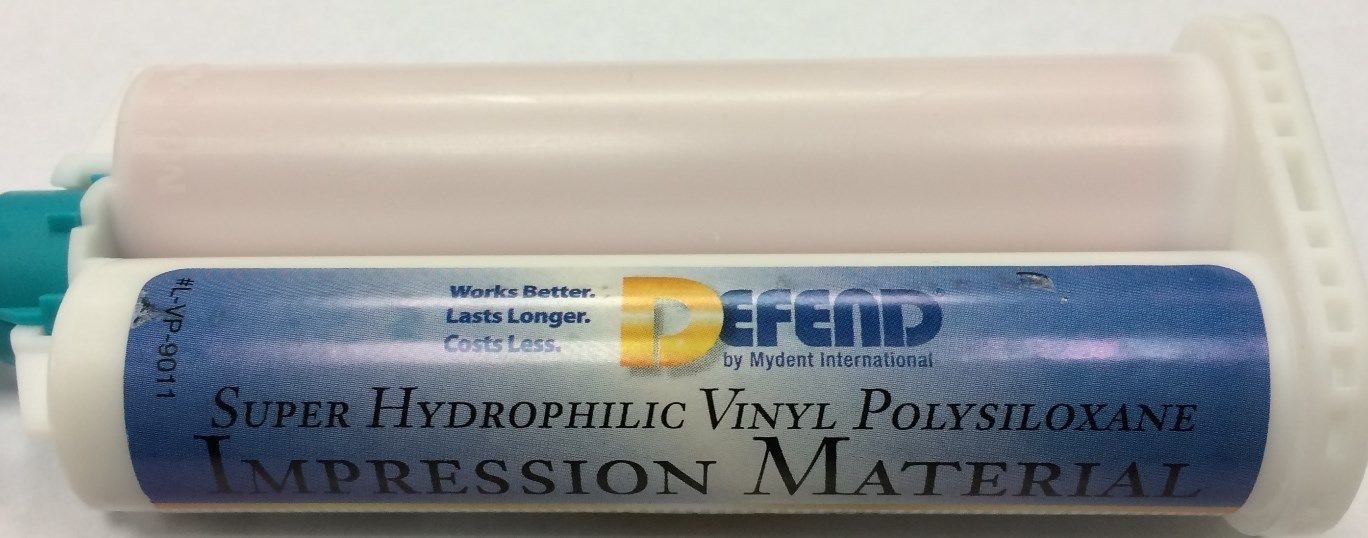 #L-VP-9011
Works Better.
Lasts Longer.
Costs Less.
DEFEND
by Mydent International
SUPER HYDROPHILIC VINYL POLYSILOXANE
IMPRESSION MATERIAL